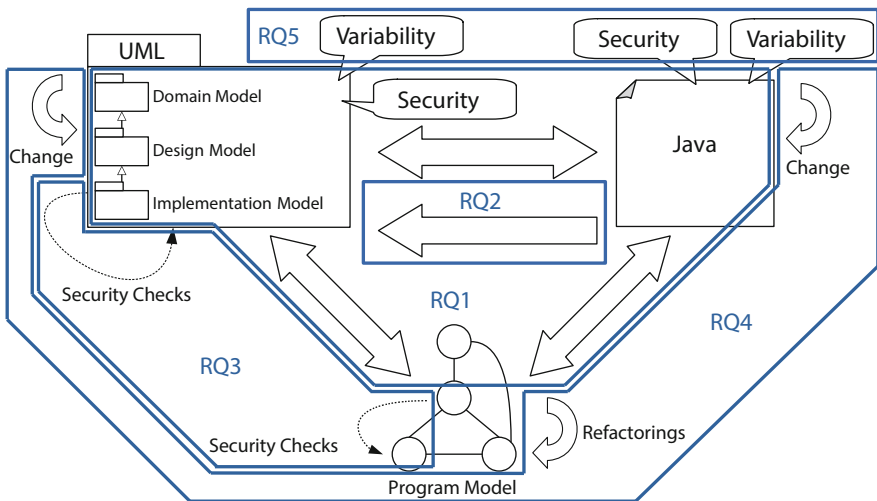 RQ5
Variability
Security
Variability
UML
Domain Model
Security
Change
Design Model
Java
Change
Implementation Model
RQ2
Security Checks
RQ1
RQ4
RQ3
Security Checks
Refactorings
Program Model